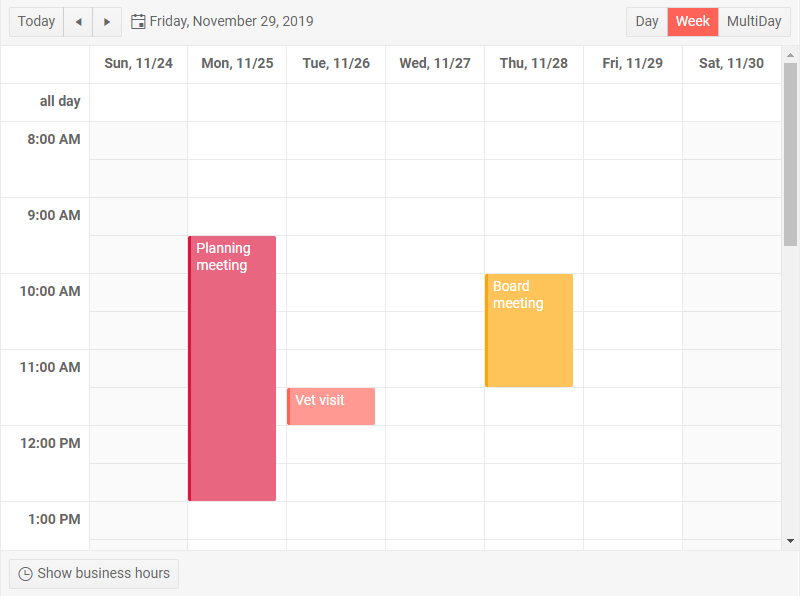 Today
Friday, November 29, 2019
Day
Week
MultiDay
Sun, 11/24
Mon, 11/25
Tue, 11/26
Wed, 11/27
Thu, 11/28
Fri, 11/29
Sat, 11/30
all day
8:00 AM
9:00 AM
Planning
meeting
10:00 AM
Board
meeting
11:00 AM
Vet visit
12:00 PM
1:00 PM
Show business hours